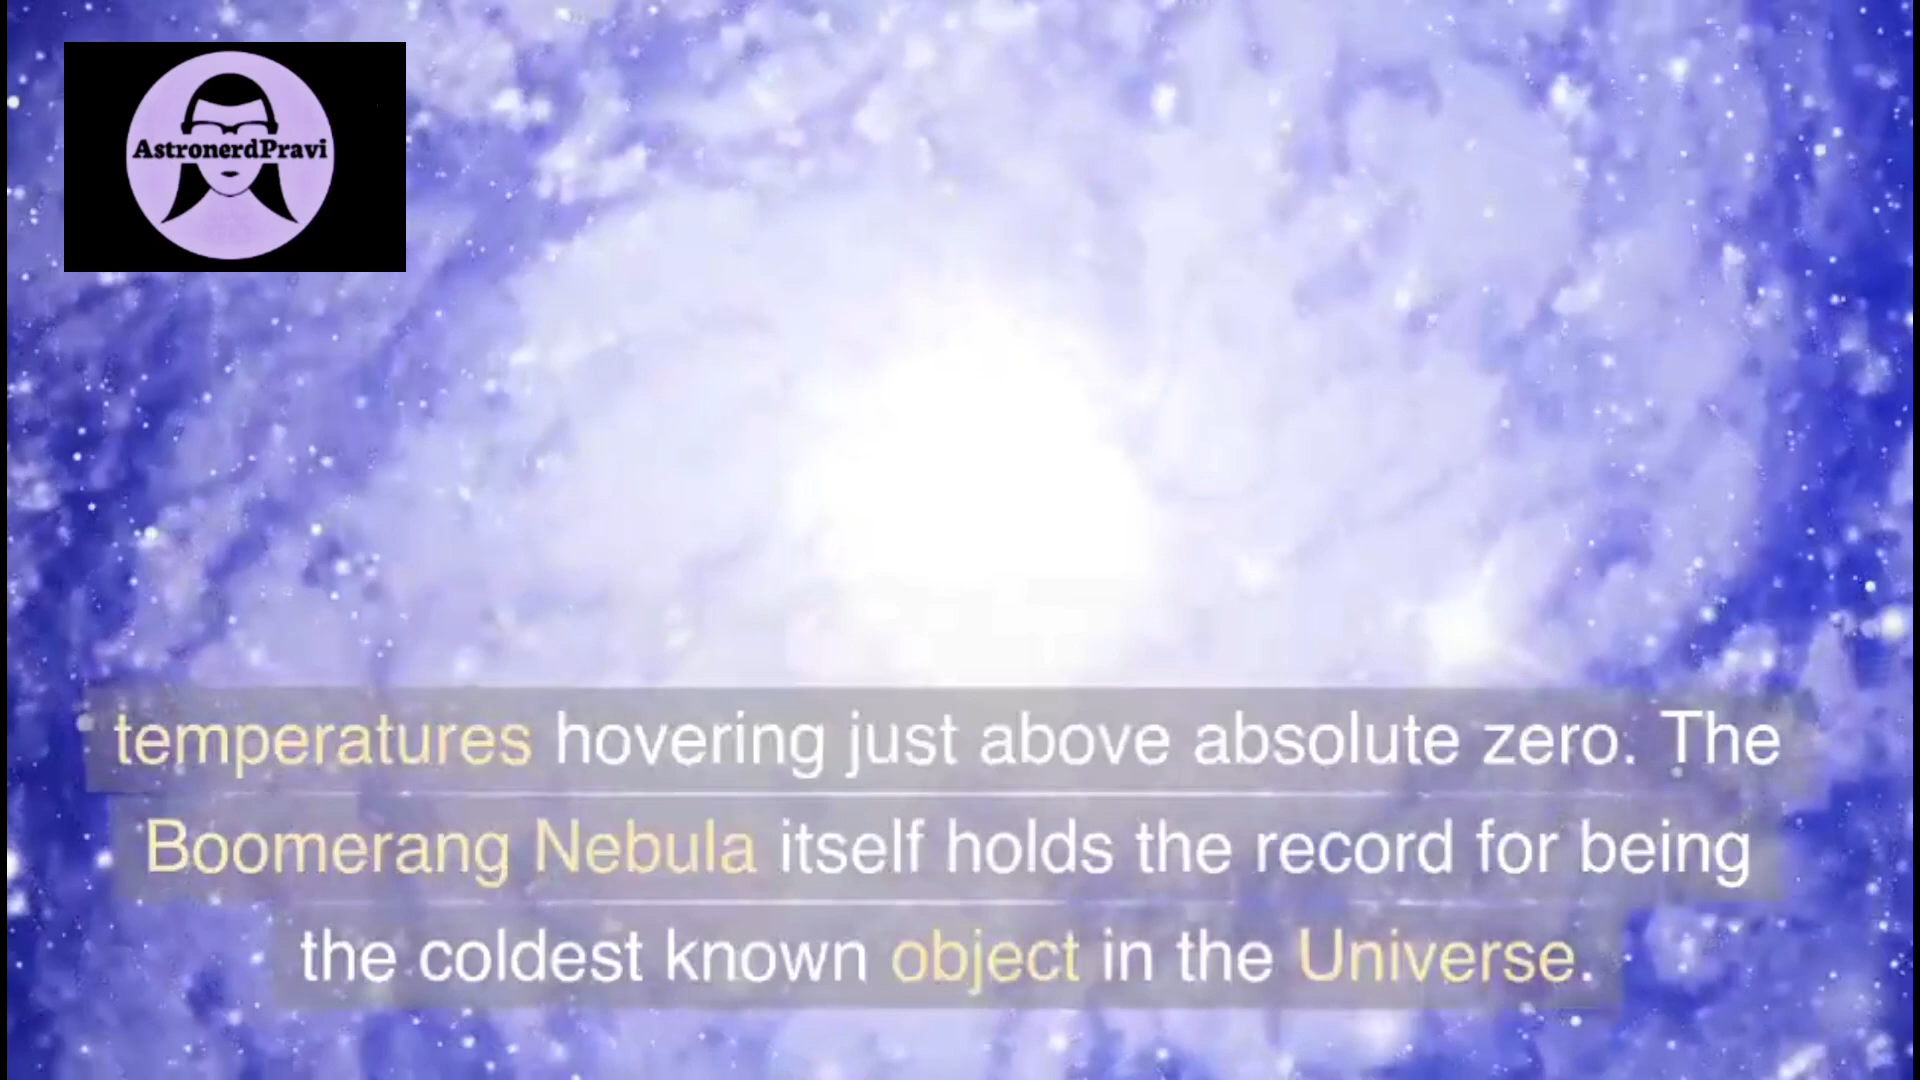 AstronerdPravi
temperatures hovering just above absolute zero. The
Boomerang Nebula itself holds the record for being
the coldest known object in the Universe.